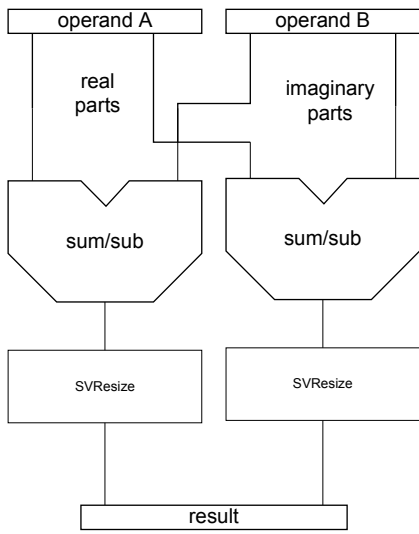 operand A
operand B
real
parts
imaginary
parts
sum/sub
sum/sub
SVResize
SVResize
result